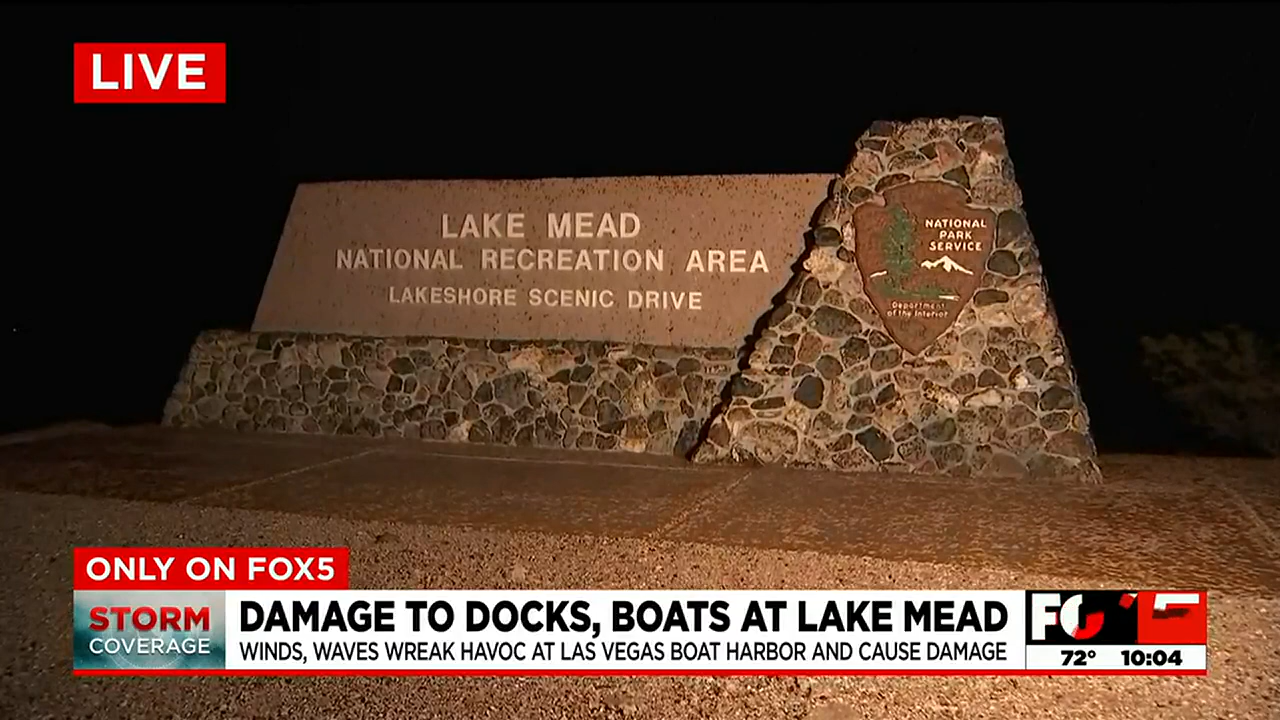 LIVE
LAKE MEAD
NATIONAL RECREATION AREA
LAKESHORE SCENIC DRIVE
NATIONAL
PARK
SERVICE
Department
of the Interior
ONLY ON FOX5
STORM
COVERAGE
DAMAGE TO DOCKS, BOATS AT LAKE MEAD
WINDS, WAVES WREAK HAVOC AT LAS VEGAS BOAT HARBOR AND CAUSE DAMAGE
72° 10:04